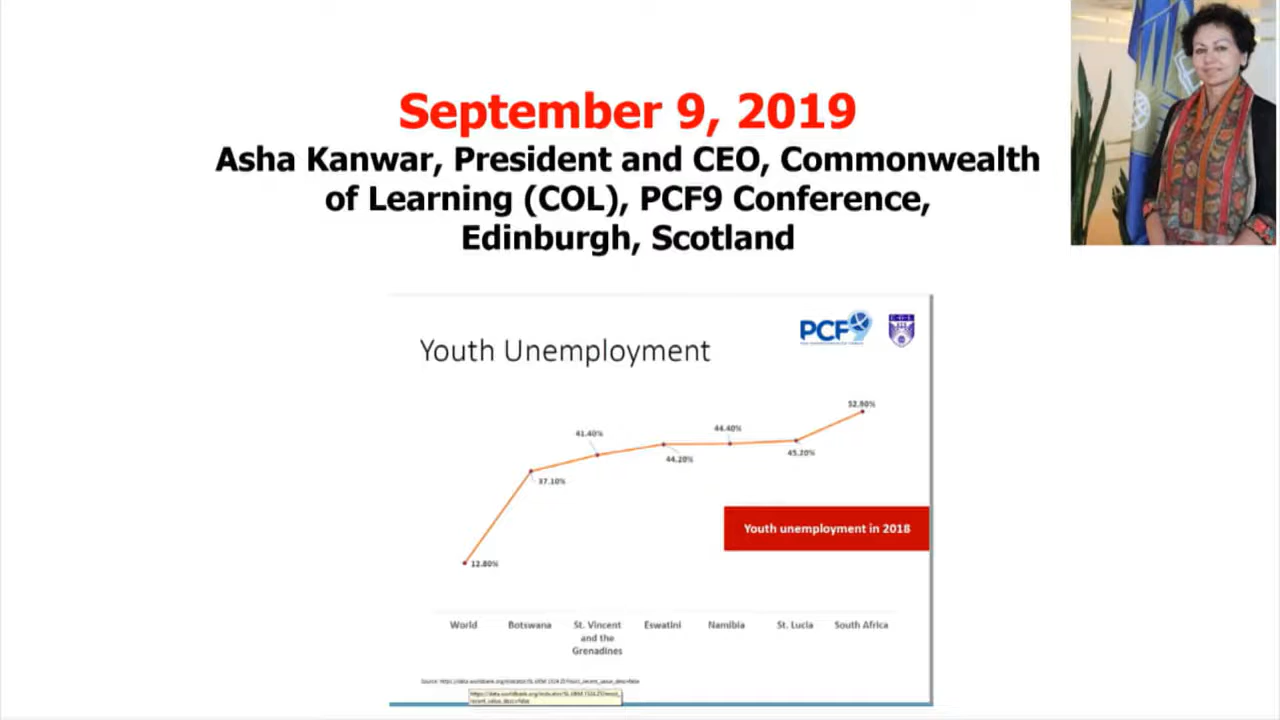 September 9, 2019
Asha Kanwar, President and CEO, Commonwealth
of Learning (COL), PCF9 Conference,
Edinburgh, Scotland
PCF9
Youth Unemployment
52.90%
44.40%
41.40%
45.20%
44.20%
37.10%
Youth unemployment in 2018
12.80%
World Botswana St. Vincent and the Grenadines Eswatini Namibia St. Lucia South Africa